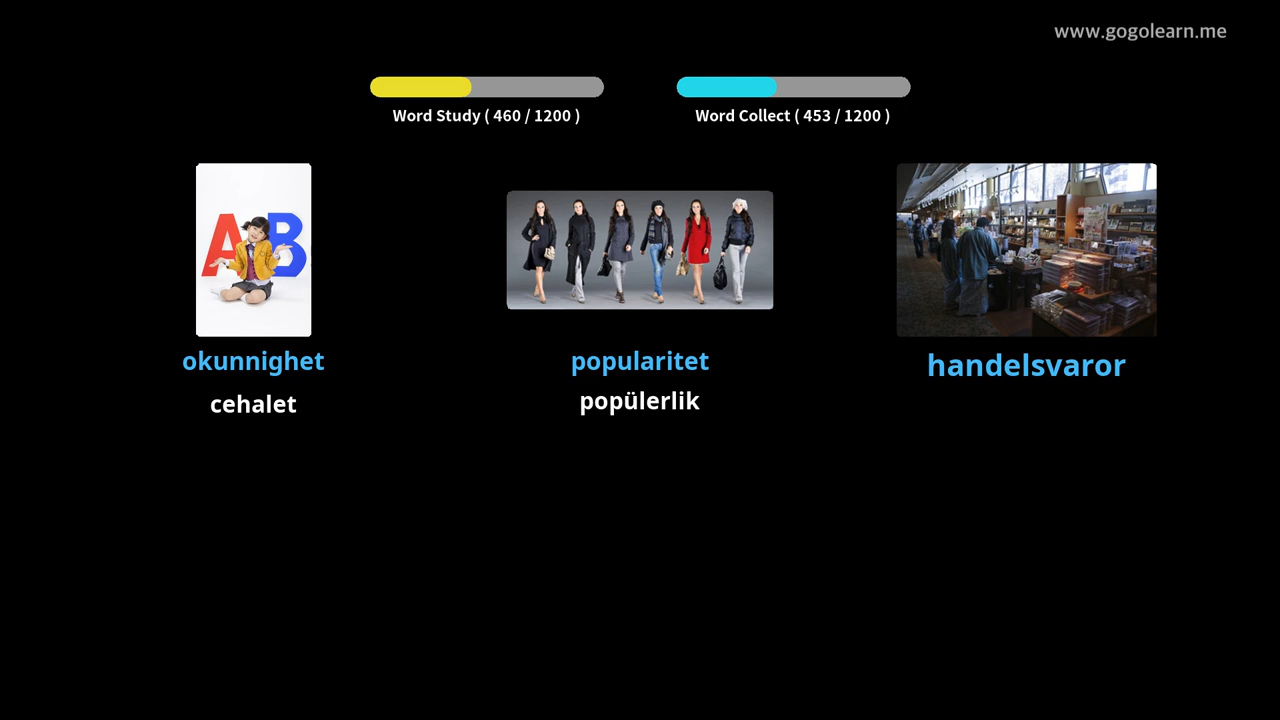 www.gogolearn.me
Word Study ( 460 / 1200 )
Word Collect ( 453 / 1200 )
A B
okunnighet
cehalet
popularitet
popülerlik
handelsvaror